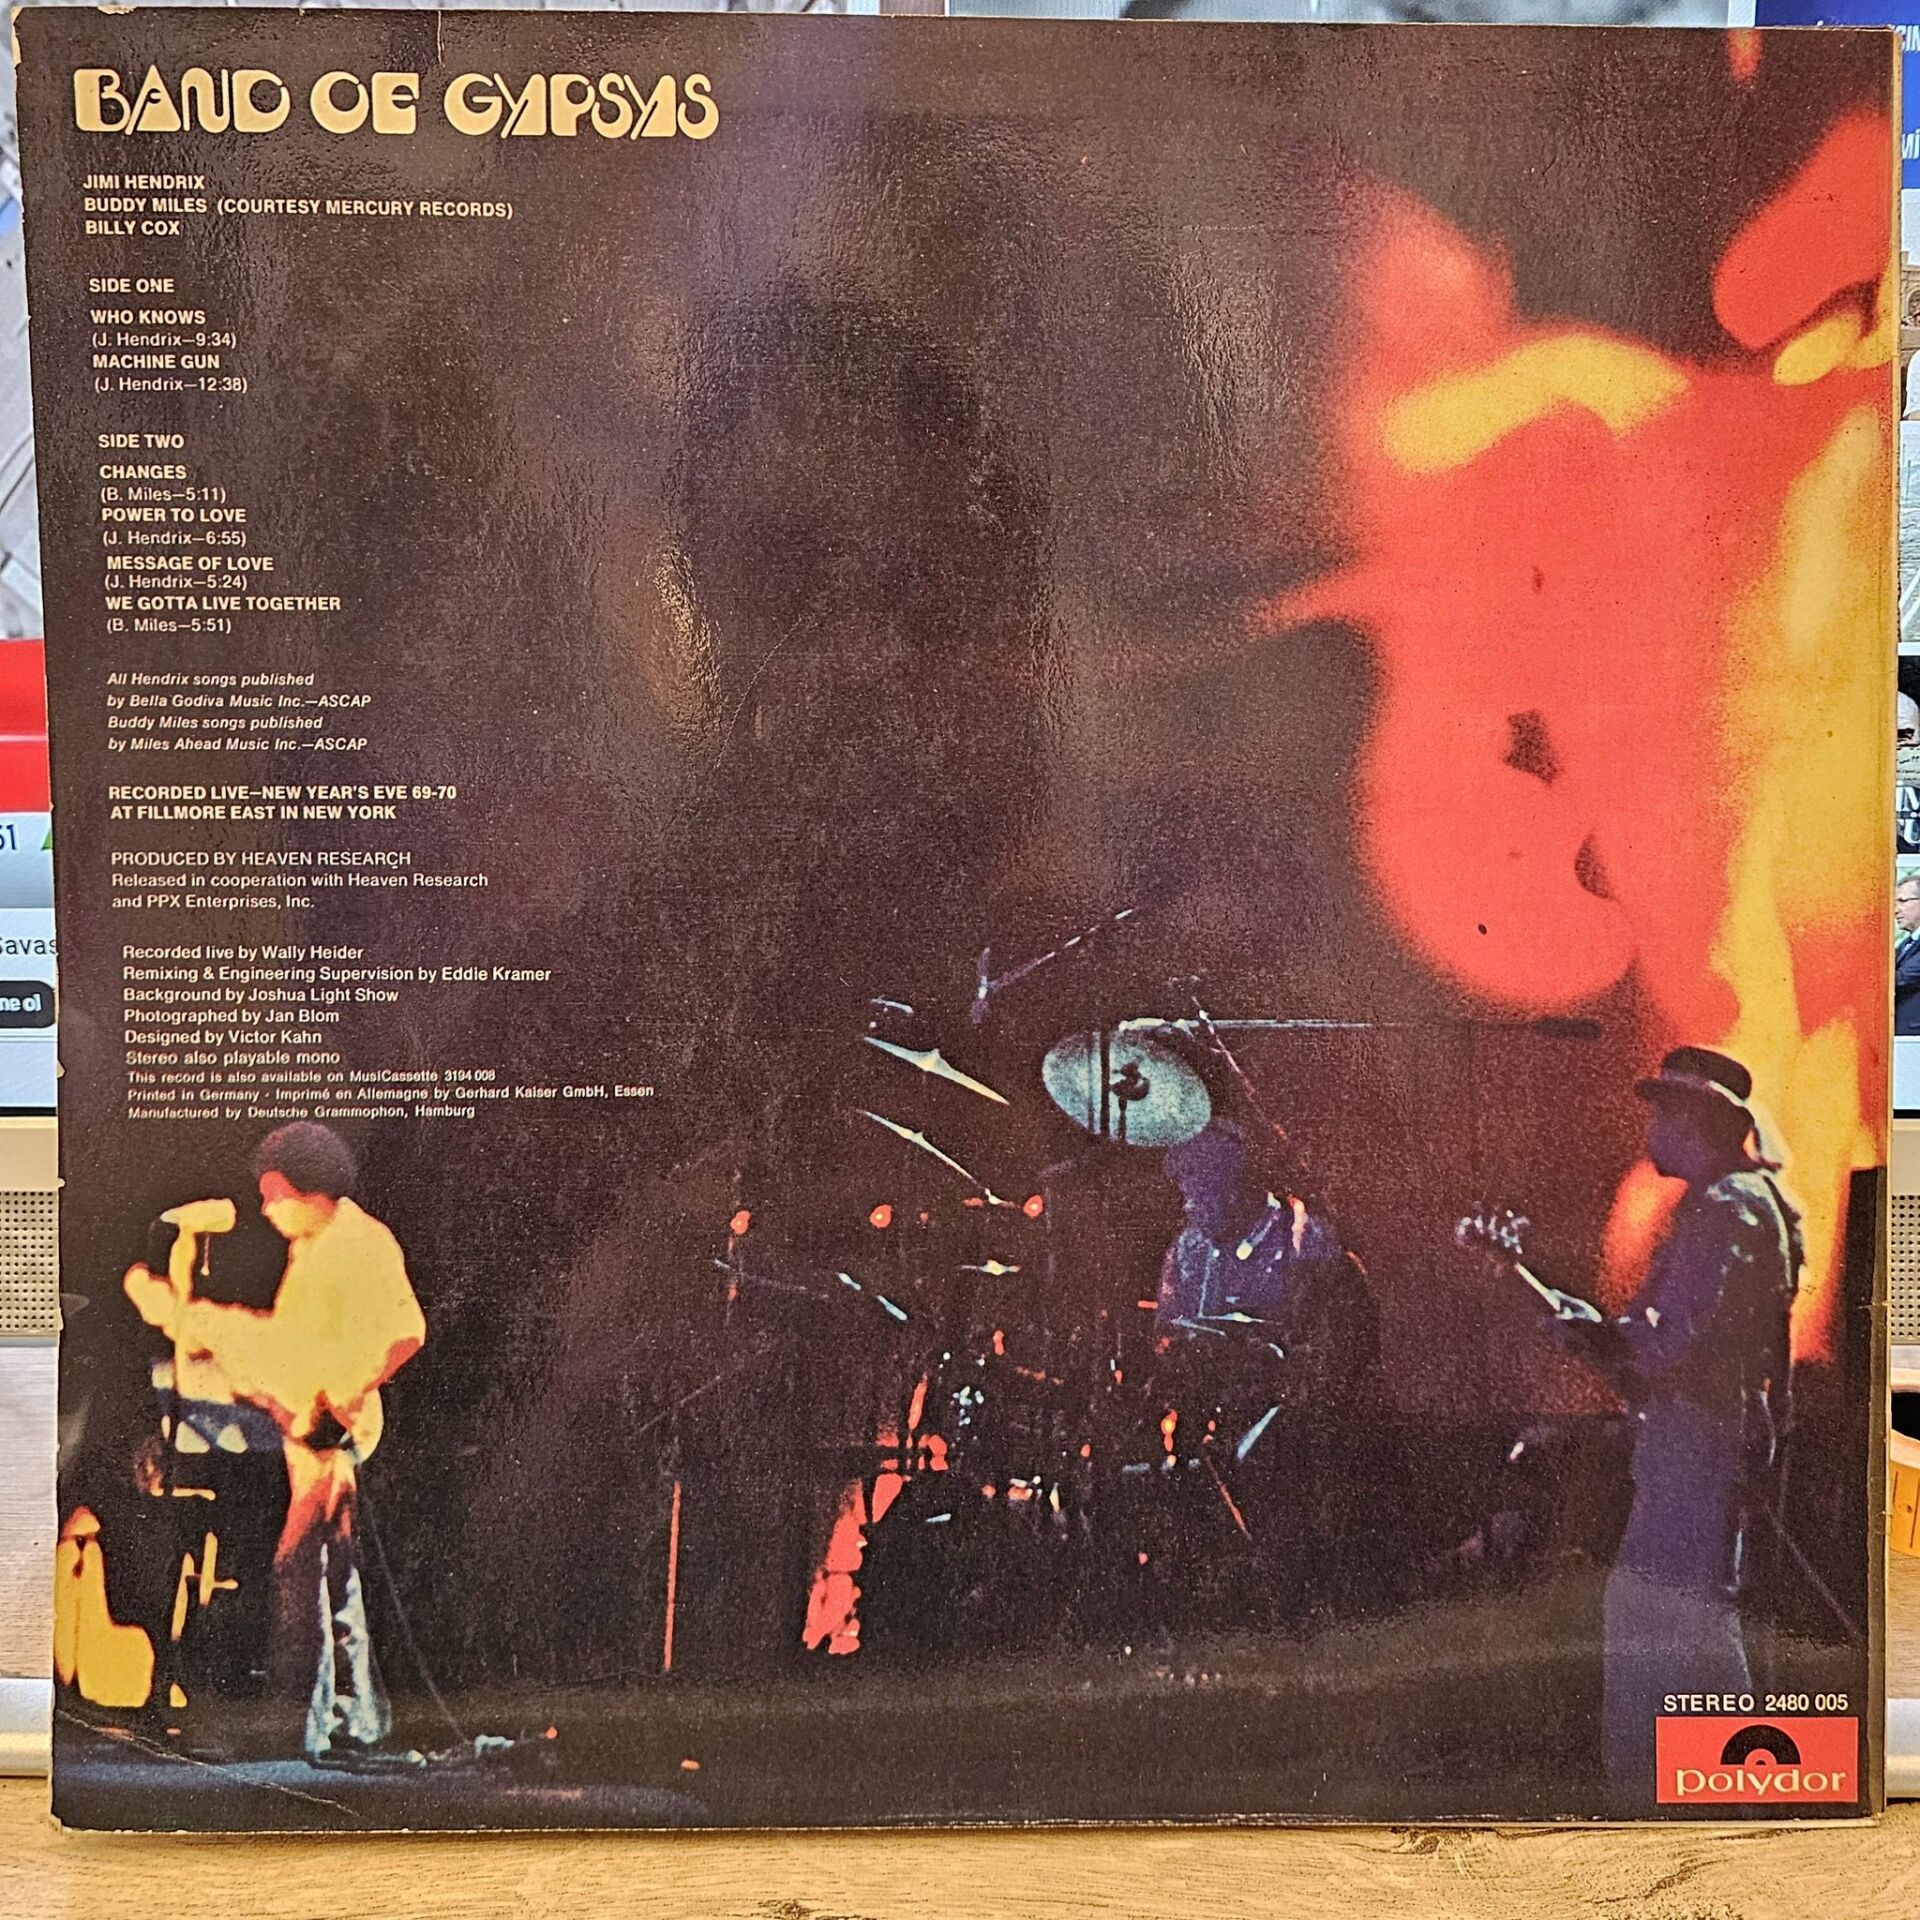 BAND OF GYPSYS
JIMI HENDRIX
BUDDY MILES (COURTESY MERCURY RECORDS)
BILLY COX
SIDE ONE
WHO KNOWS
(J. Hendrix—9:34)
MACHINE GUN
(J. Hendrix—12:38)
SIDE TWO
CHANGES
(B. Miles—5:11)
POWER TO LOVE
(J. Hendrix—6:55)
MESSAGE OF LOVE
(J. Hendrix—5:24)
WE GOTTA LIVE TOGETHER
(B. Miles—5:51)
All Hendrix songs published
by Bella Godiva Music Inc.—ASCAP
Buddy Miles songs published
by Miles Ahead Music Inc.—ASCAP
RECORDED LIVE—NEW YEAR'S EVE 69-70
AT FILLMORE EAST IN NEW YORK
PRODUCED BY HEAVEN RESEARCH
Released in cooperation with Heaven Research
and PPX Enterprises, Inc.
Recorded live by Wally Heider
Remixing & Engineering Supervision by Eddie Kramer
Background by Joshua Light Show
Photographed by Jan Blom
Designed by Victor Kahn
Stereo also playable mono
This record is also available on MusiCassette 3194 008
Printed in Germany · Imprimé en Allemagne by Gerhard Kaiser GmbH, Essen
Manufactured by Deutsche Grammophon, Hamburg
STEREO 2480 005
polydor